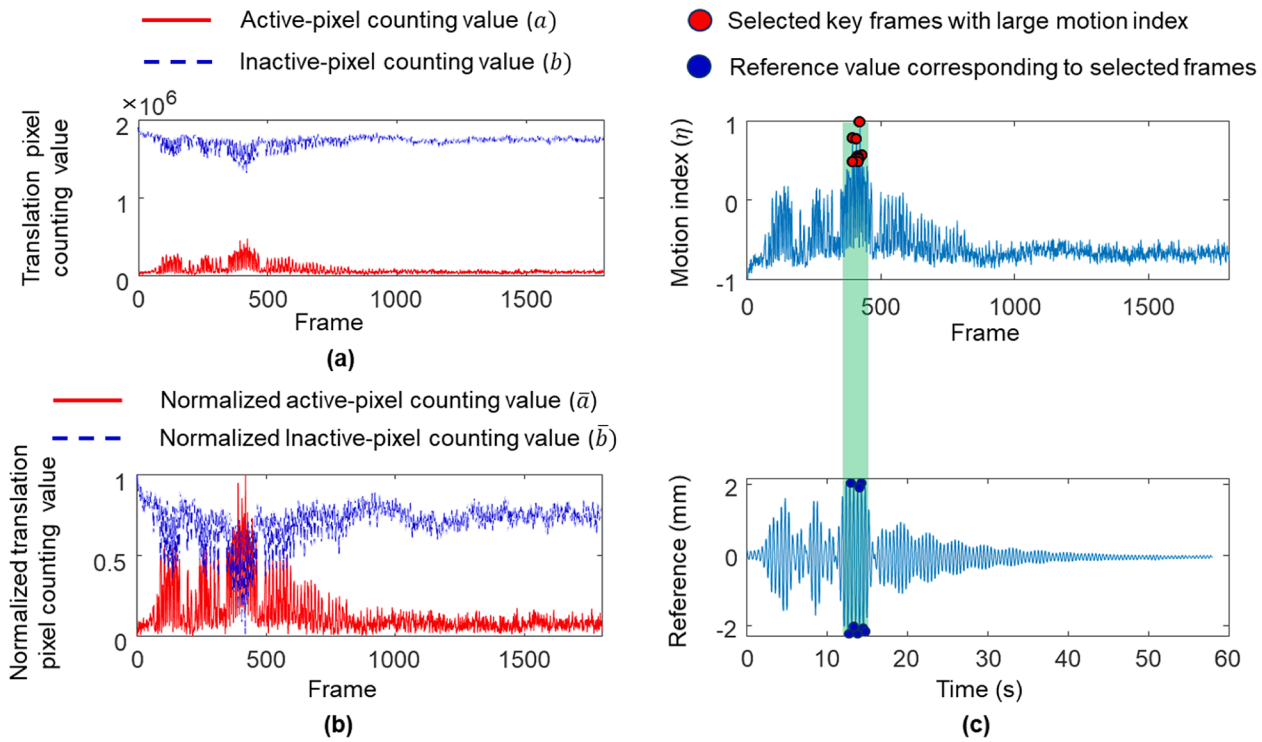 Active-pixel counting value (a)
Inactive-pixel counting value (b)
×10⁶
2
1
0
0
500
1000
1500
Translation pixel
counting value
Frame
(a)
Normalized active-pixel counting value (a̅)
Normalized Inactive-pixel counting value (b̅)
1
0.5
0
0
500
1000
1500
Normalized translation
pixel counting value
Frame
(b)
Selected key frames with large motion index
Reference value corresponding to selected frames
1
0
-1
0
500
1000
1500
Motion index (η)
Frame
2
0
-2
0
10
20
30
40
50
60
Reference (mm)
Time (s)
(c)